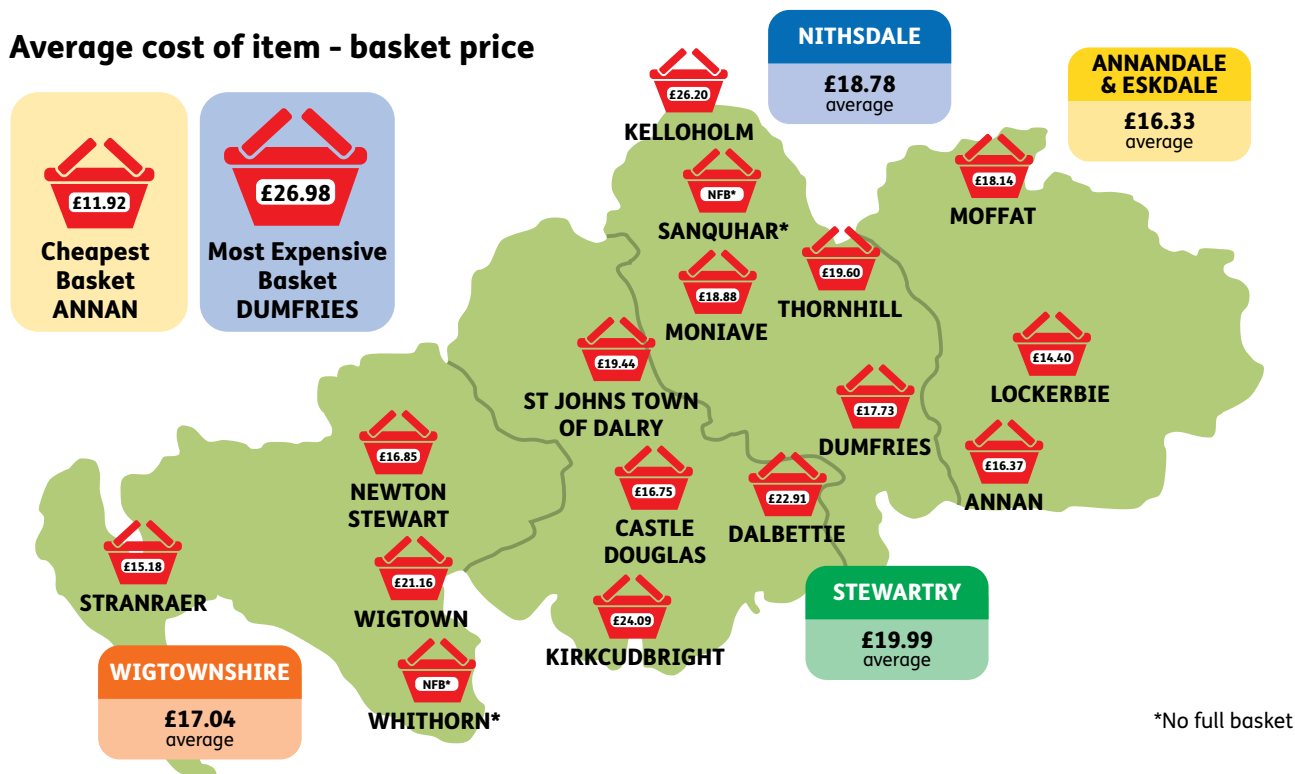 Average cost of item - basket price
£11.92
Cheapest
Basket
ANNAN
£26.98
Most Expensive
Basket
DUMFRIES
NITHSDALE
£18.78
average
ANNANDALE
& ESKDALE
£16.33
average
£26.20
KELLOHOLM
NFB*
SANQUHAR*
£18.14
MOFFAT
£19.60
THORNHILL
£18.88
MONIAVE
£19.44
ST JOHNS TOWN
OF DALRY
£14.40
LOCKERBIE
£17.73
DUMFRIES
£16.37
ANNAN
£16.85
NEWTON
STEWART
£16.75
CASTLE
DOUGLAS
£22.91
DALBETTIE
£15.18
STRANRAER
£21.16
WIGTOWN
£24.09
KIRKCUDBRIGHT
NFB*
WHITHORN*
STEWARTRY
£19.99
average
WIGTOWNSHIRE
£17.04
average
*No full basket